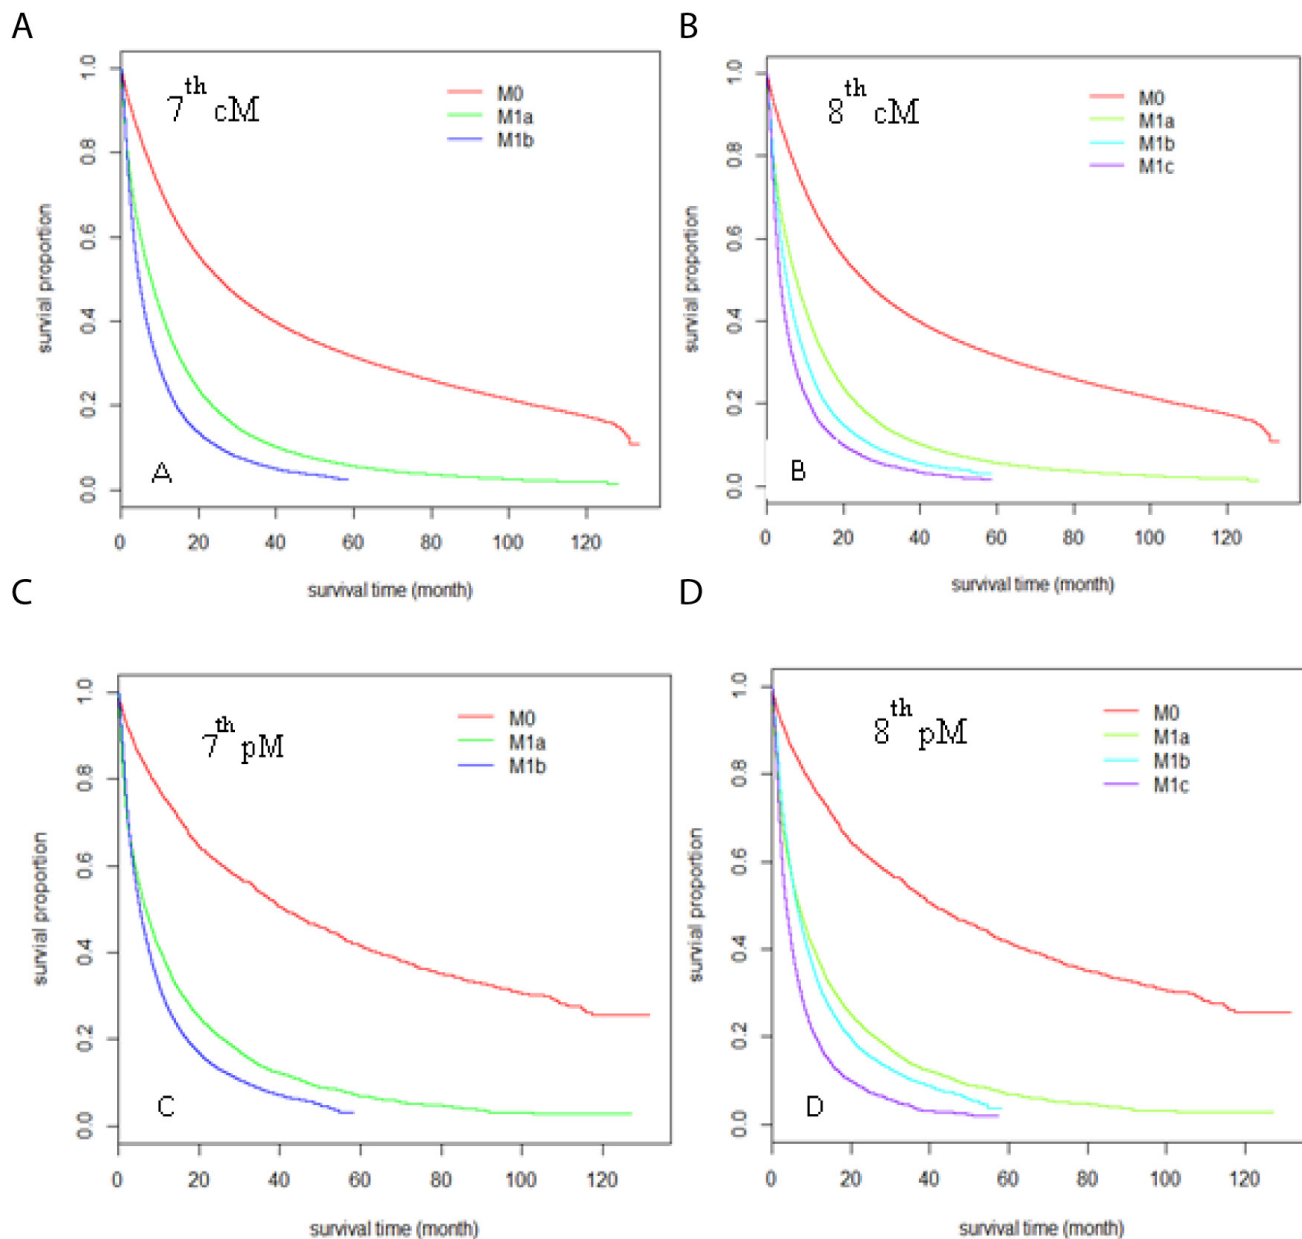 A
7th cM
M0
M1a
M1b
survial proportion
1.0
0.8
0.6
0.4
0.2
0.0
A
0 20 40 60 80 100 120
survival time (month)
B
8th cM
M0
M1a
M1b
M1c
survial proportion
1.0
0.8
0.6
0.4
0.2
0.0
B
0 20 40 60 80 100 120
survival time (month)
C
7th pM
M0
M1a
M1b
survial proportion
1.0
0.8
0.6
0.4
0.2
0.0
C
0 20 40 60 80 100 120
survival time (month)
D
8th pM
M0
M1a
M1b
M1c
survial proportion
1.0
0.8
0.6
0.4
0.2
0.0
D
0 20 40 60 80 100 120
survival time (month)